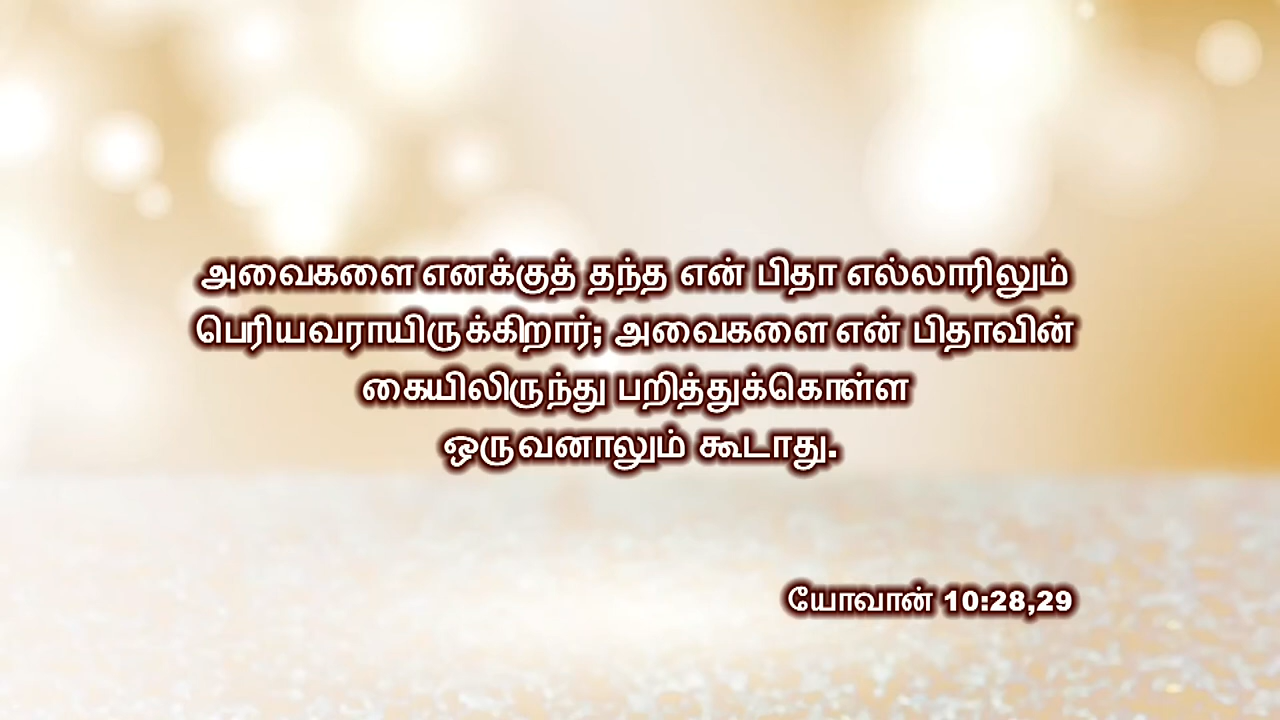 அவைகளை எனக்குத் தந்த என் பிதா எல்லாரிலும்
பெரியவராயிருக்கிறார்; அவைகளை என் பிதாவின்
கையிலிருந்து பறித்துக்கொள்ள
ஒருவனாலும் கூடாது.
யோவான் 10:28,29